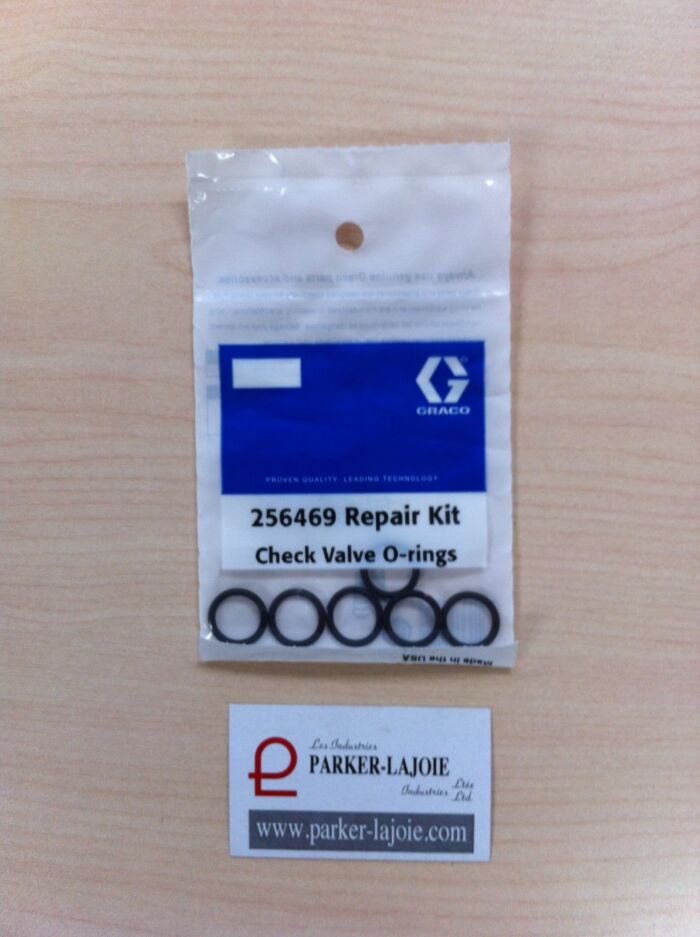 Always use genuine Graco parts and accessories.
GRACO
PROVEN QUALITY. LEADING TECHNOLOGY.
256469 Repair Kit
Check Valve O-rings
Made in the USA
Les Industries
PARKER-LAJOIE
Industries Ltée
Ltd.
www.parker-lajoie.com